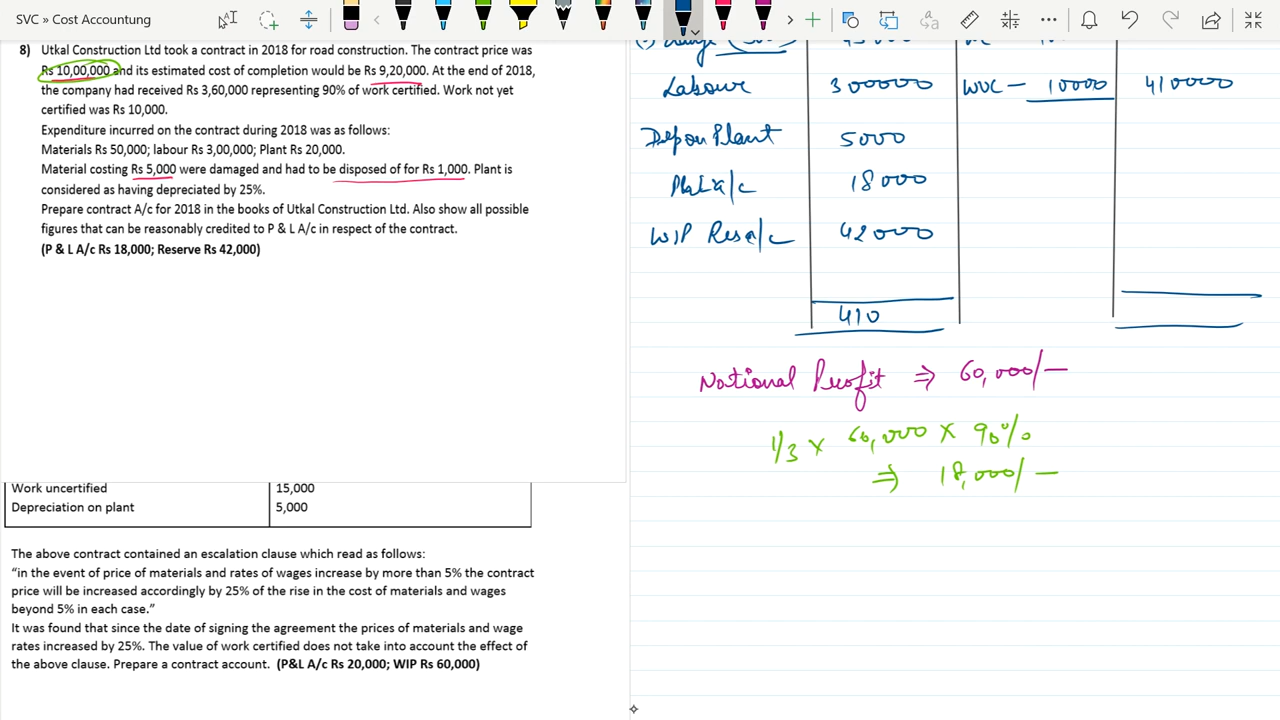 SVC » Cost Accountung
8) Utkal Construction Ltd took a contract in 2018 for road construction. The contract price was
Rs 10,00,000 and its estimated cost of completion would be Rs 9,20,000. At the end of 2018,
the company had received Rs 3,60,000 representing 90% of work certified. Work not yet
certified was Rs 10,000.
Expenditure incurred on the contract during 2018 was as follows:
Materials Rs 50,000; labour Rs 3,00,000; Plant Rs 20,000.
Material costing Rs 5,000 were damaged and had to be disposed of for Rs 1,000. Plant is
considered as having depreciated by 25%.
Prepare contract A/c for 2018 in the books of Utkal Construction Ltd. Also show all possible
figures that can be reasonably credited to P & L A/c in respect of the contract.
(P & L A/c Rs 18,000; Reserve Rs 42,000)
Work uncertified 15,000
Depreciation on plant 5,000
The above contract contained an escalation clause which read as follows:
“in the event of price of materials and rates of wages increase by more than 5% the contract
price will be increased accordingly by 25% of the rise in the cost of materials and wages
beyond 5% in each case.”
It was found that since the date of signing the agreement the prices of materials and wage
rates increased by 25%. The value of work certified does not take into account the effect of
the above clause. Prepare a contract account. (P&L A/c Rs 20,000; WIP Rs 60,000)
Labour 300000 WUC - 10000 410000
Dep on Plant 5000
P&L a/c 18000
WIP Res a/c 42000
410
Notional Profit ⇒ 60,000/-
1/3 × 60,000 × 90%
⇒ 18,000/-